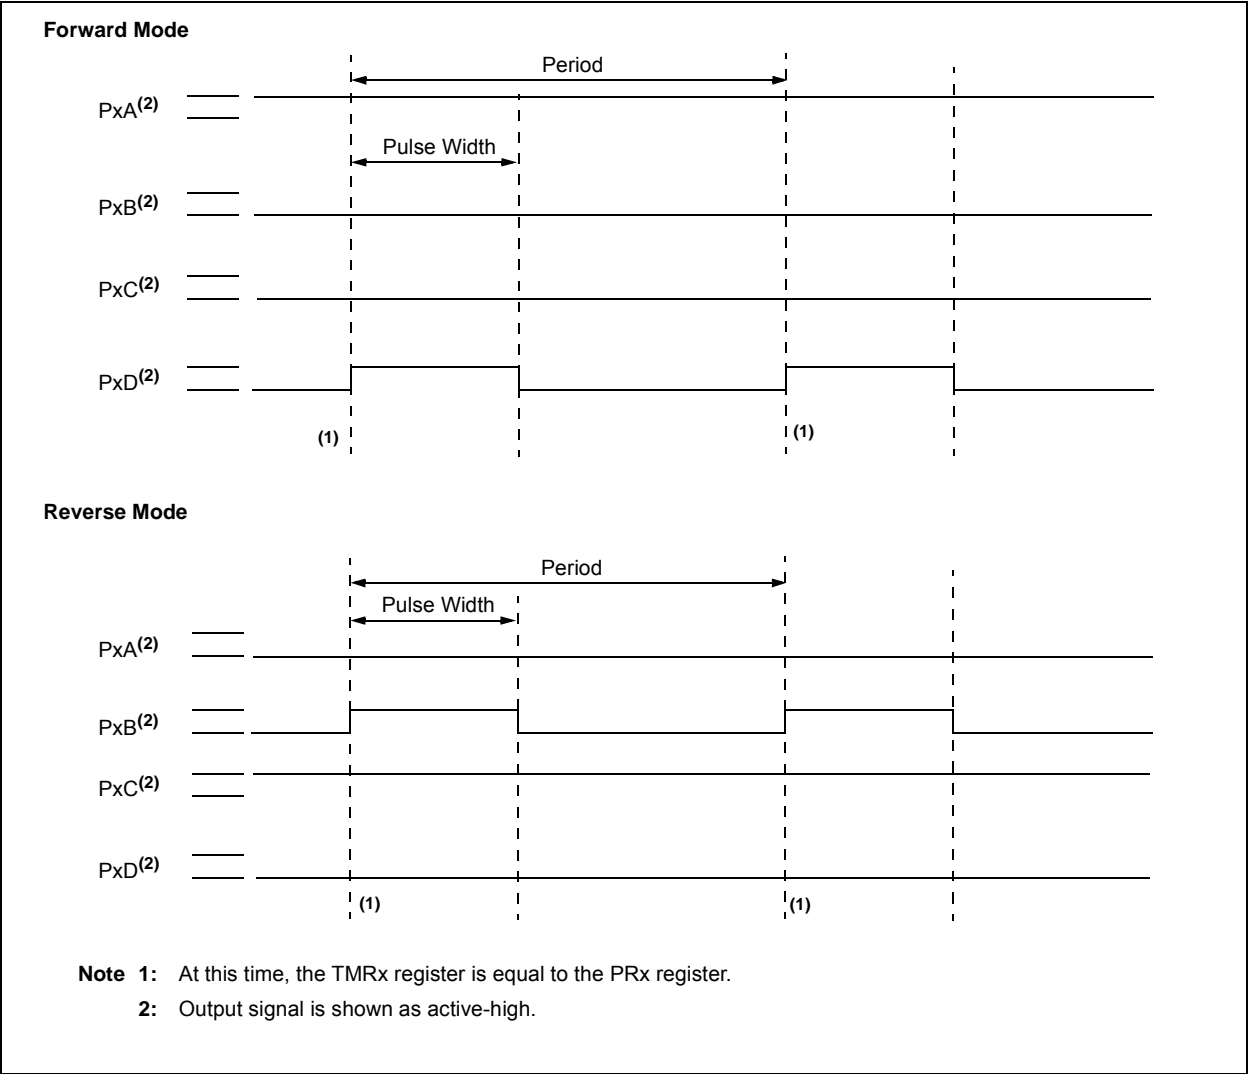 Forward Mode
Period
PxA(2)
Pulse Width
PxB(2)
PxC(2)
PxD(2)
(1)
(1)
Reverse Mode
Period
Pulse Width
PxA(2)
PxB(2)
PxC(2)
PxD(2)
(1)
(1)
Note 1: At this time, the TMRx register is equal to the PRx register.
2: Output signal is shown as active-high.